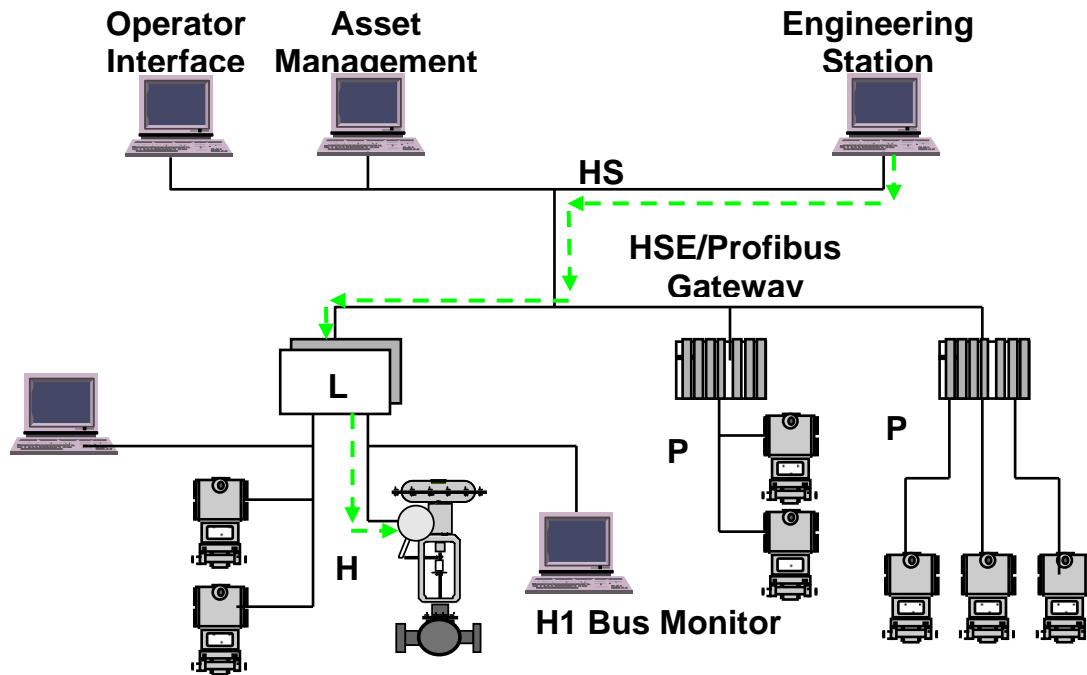 Operator
Interface
Asset
Management
Engineering
Station
HS
HSE/Profibus
Gateway
L
P
P
H
H1 Bus Monitor